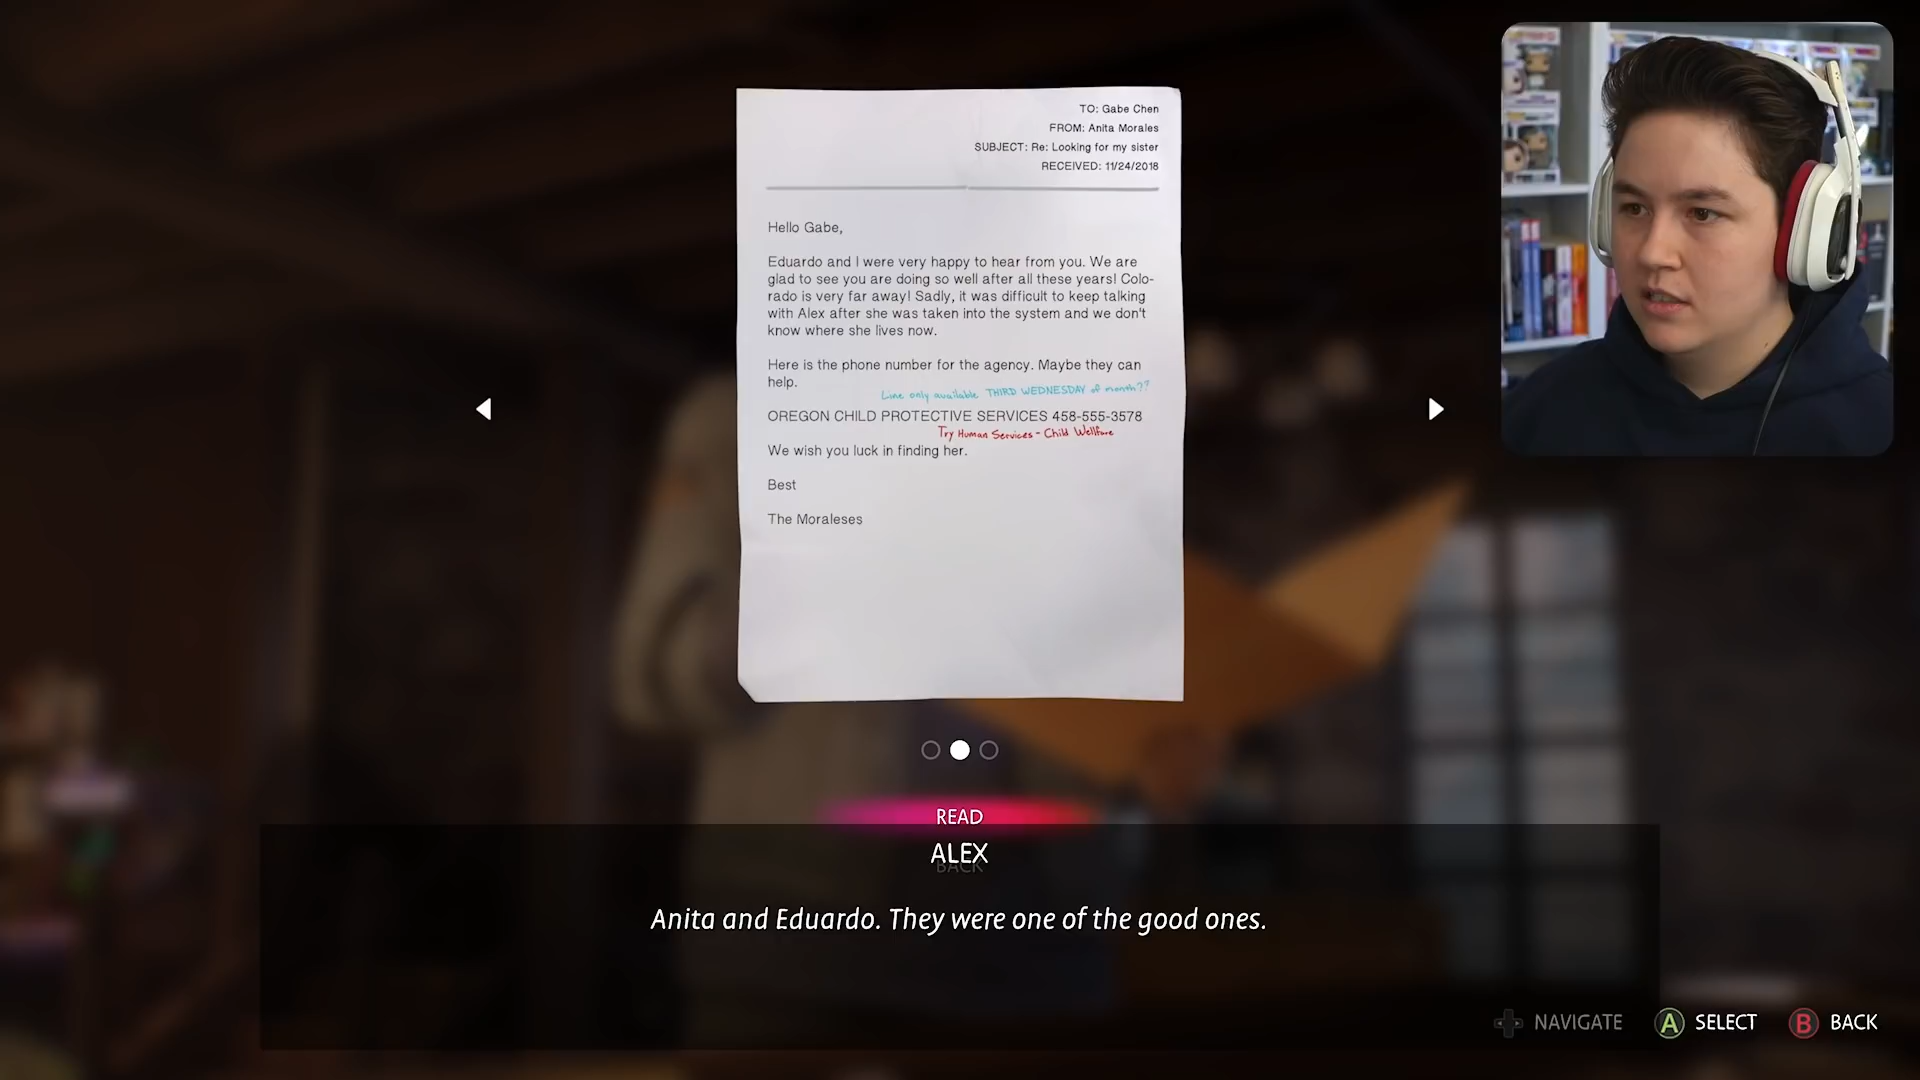 TO: Gabe Chen
FROM: Anita Morales
SUBJECT: Re: Looking for my sister
RECEIVED: 11/24/2018
Hello Gabe,
Eduardo and I were very happy to hear from you. We are
glad to see you are doing so well after all these years! Colo-
rado is very far away! Sadly, it was difficult to keep talking
with Alex after she was taken into the system and we don't
know where she lives now.
Here is the phone number for the agency. Maybe they can
help.
Line only available THIRD WEDNESDAY of month??
OREGON CHILD PROTECTIVE SERVICES 458-555-3578
Try Human Services - Child Wellfare
We wish you luck in finding her.
Best
The Moraleses
READ
ALEX
BACK
Anita and Eduardo. They were one of the good ones.
NAVIGATE
A SELECT
B BACK